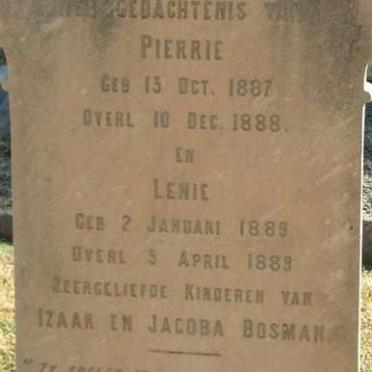 GEDACHTENIS VAN
PIERRIE
GEB 13 OCT. 1887
OVERL 10 DEC. 1888.
EN
LENIE
GEB 2 JANUARI 1889
OVERL 5 APRIL 1889
ZEERGELIEFDE KINDEREN VAN
IZAAK EN JACOBA BOSMAN
"ZY